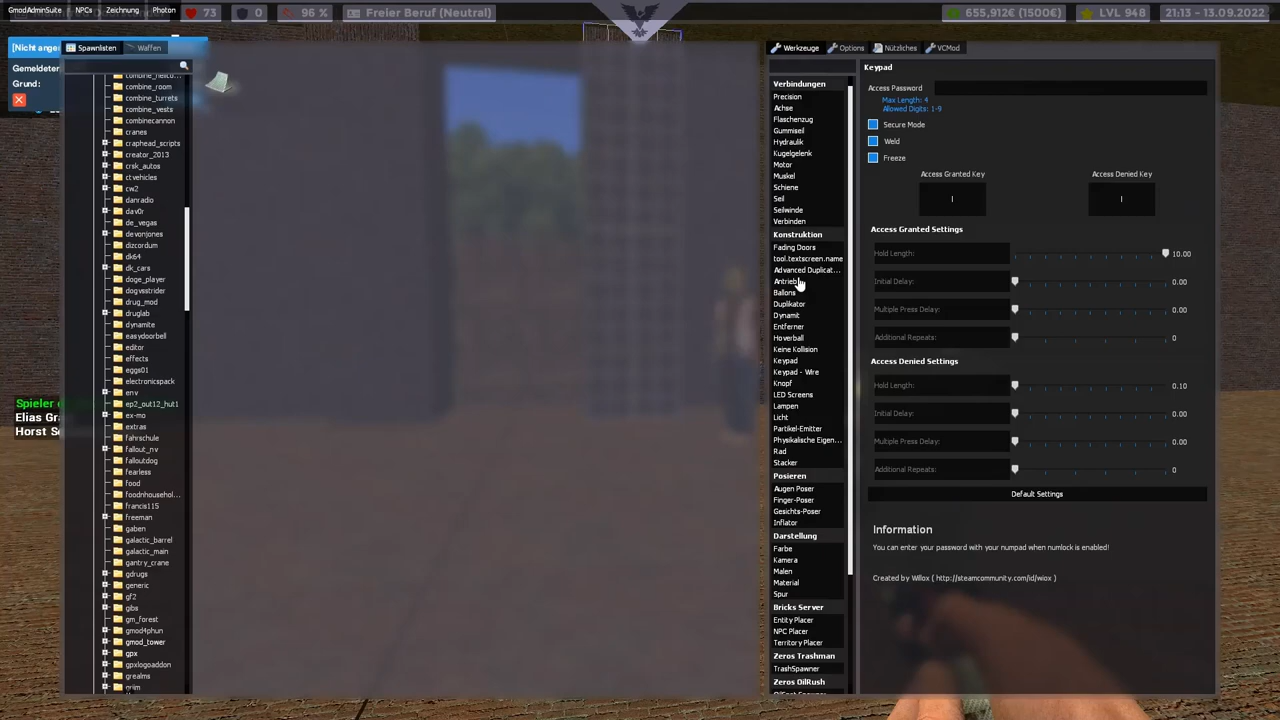 GmodAdminSuite NPCs Zeichnung Photon
73 0 96 % Freier Beruf (Neutral)
655,912€ (1500€) LVL 948 21:13 - 13.09.2022
Spawnlisten Waffen
Gemeldeter
Grund:
combine_room
combine_turrets
combine_vests
combinecannon
cranes
craphead_scripts
creator_2013
crsk_autos
ctvehicles
cw2
danradio
dav0r
de_vegas
devonjones
dizcordum
dk64
dk_cars
doge_player
dogvsstrider
drug_mod
druglab
dynamite
easydoorbell
editor
effects
eggs01
electronicspack
env
ep2_out12_hut1
ex-mo
extras
fahrschule
fallout_nv
falloutdog
fearless
food
foodnhousehol...
francis115
freeman
gaben
galactic_barrel
galactic_main
gantry_crane
gdrugs
generic
gf2
gibs
gm_forest
gmod4phun
gmod_tower
gpx
gpxlogoaddon
grealms
grim
Spieler
Elias
Horst
Werkzeuge Options Nützliches VCMod
Verbindungen
Precision
Achse
Flaschenzug
Gummiseil
Hydraulik
Kugelgelenk
Motor
Muskel
Schiene
Seil
Seilwinde
Verbinden
Konstruktion
Fading Doors
tool.textscreen.name
Advanced Duplicat...
Antrieb
Ballons
Duplikator
Dynamit
Entferner
Hoverball
Keine Kollision
Keypad
Keypad - Wire
Knopf
LED Screens
Lampen
Licht
Partikel-Emitter
Physikalische Eigen...
Rad
Stacker
Posieren
Augen Poser
Finger-Poser
Gesichts-Poser
Inflator
Darstellung
Farbe
Kamera
Malen
Material
Spur
Bricks Server
Entity Placer
NPC Placer
Territory Placer
Zeros Trashman
TrashSpawner
Zeros OilRush
Keypad
Access Password
Max Length: 4
Allowed Digits: 1-9
Secure Mode
Weld
Freeze
Access Granted Key Access Denied Key
I I
Access Granted Settings
Hold Length: 10.00
Initial Delay: 0.00
Multiple Press Delay: 0.00
Additional Repeats: 0
Access Denied Settings
Hold Length: 0.10
Initial Delay: 0.00
Multiple Press Delay: 0.00
Additional Repeats: 0
Default Settings
Information
You can enter your password with your numpad when numlock is enabled!
Created by Willox ( http://steamcommunity.com/id/wiox )